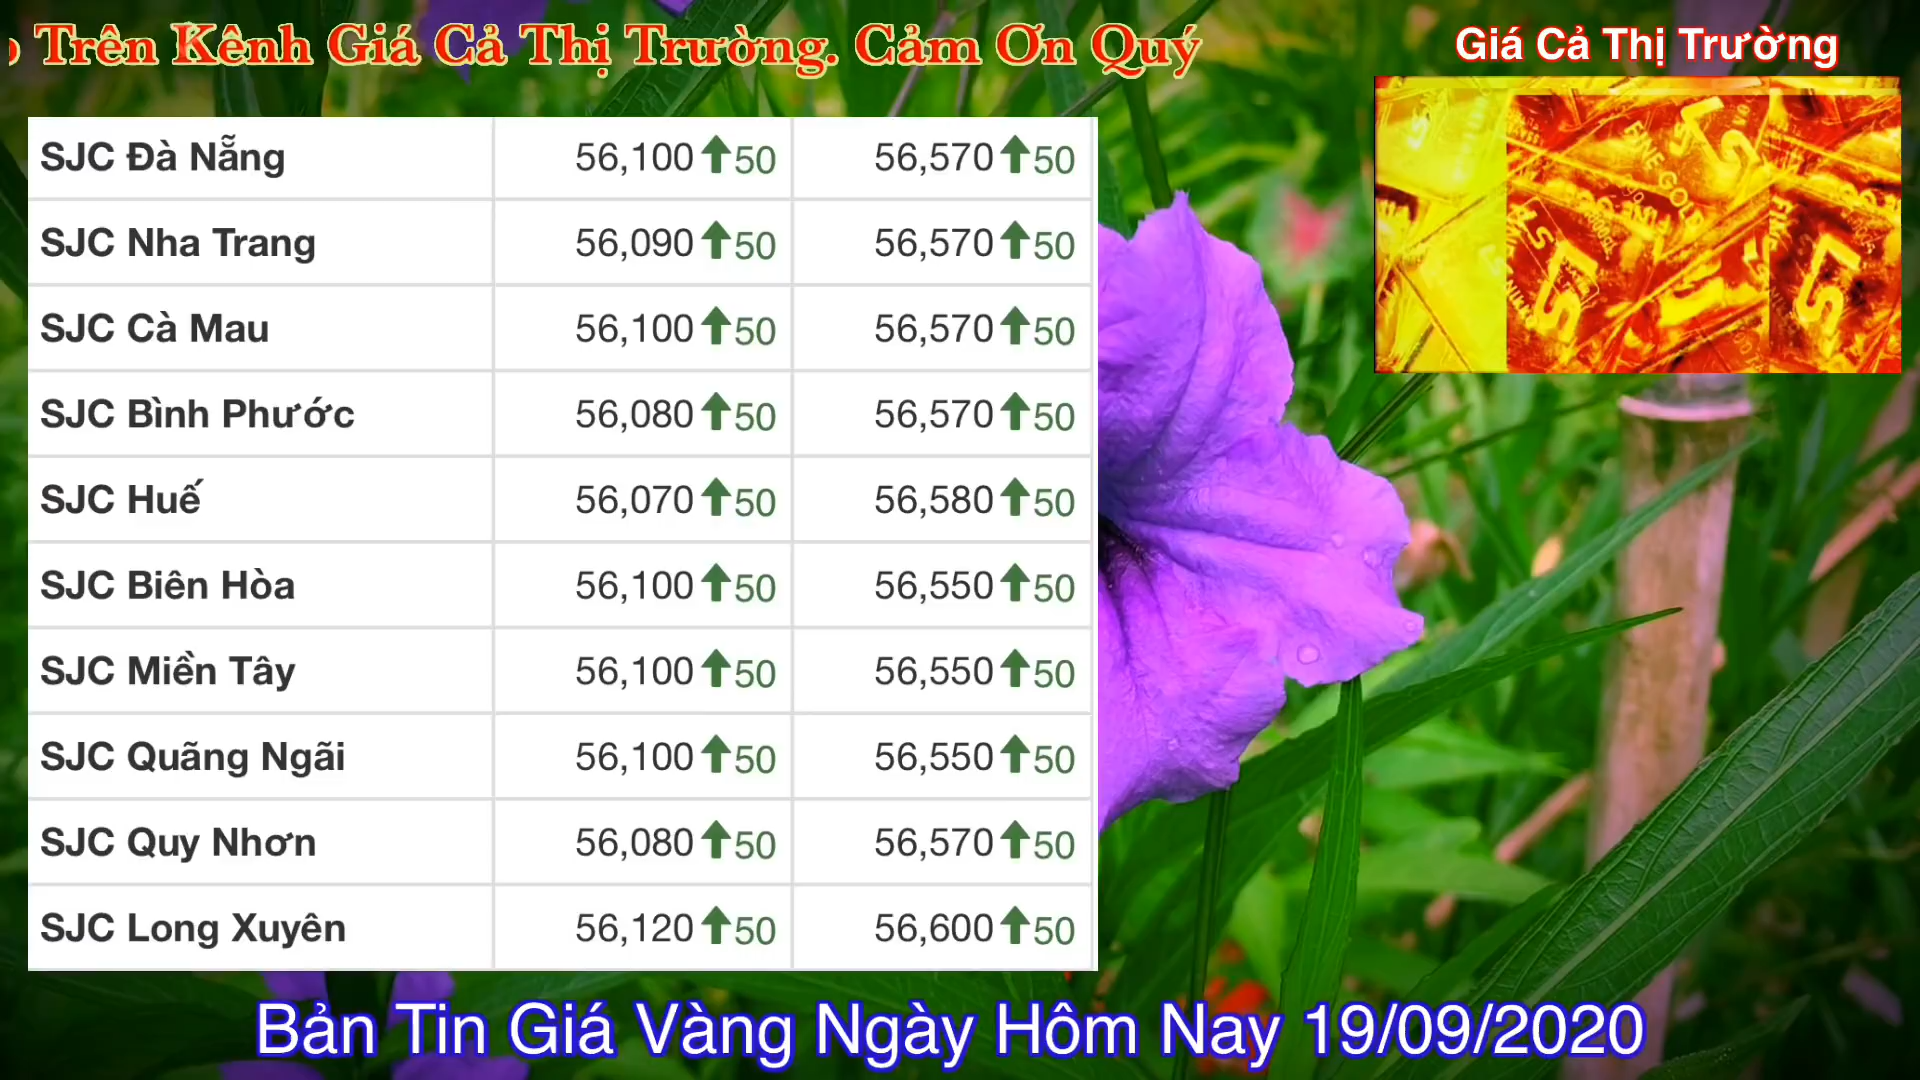 Trên Kênh Giá Cả Thị Trường. Cảm Ơn Quý
Giá Cả Thị Trường
SJC Đà Nẵng 56,100 50 56,570 50
SJC Nha Trang 56,090 50 56,570 50
SJC Cà Mau 56,100 50 56,570 50
SJC Bình Phước 56,080 50 56,570 50
SJC Huế 56,070 50 56,580 50
SJC Biên Hòa 56,100 50 56,550 50
SJC Miền Tây 56,100 50 56,550 50
SJC Quãng Ngãi 56,100 50 56,550 50
SJC Quy Nhơn 56,080 50 56,570 50
SJC Long Xuyên 56,120 50 56,600 50
FINE GOLD
Bản Tin Giá Vàng Ngày Hôm Nay 19/09/2020